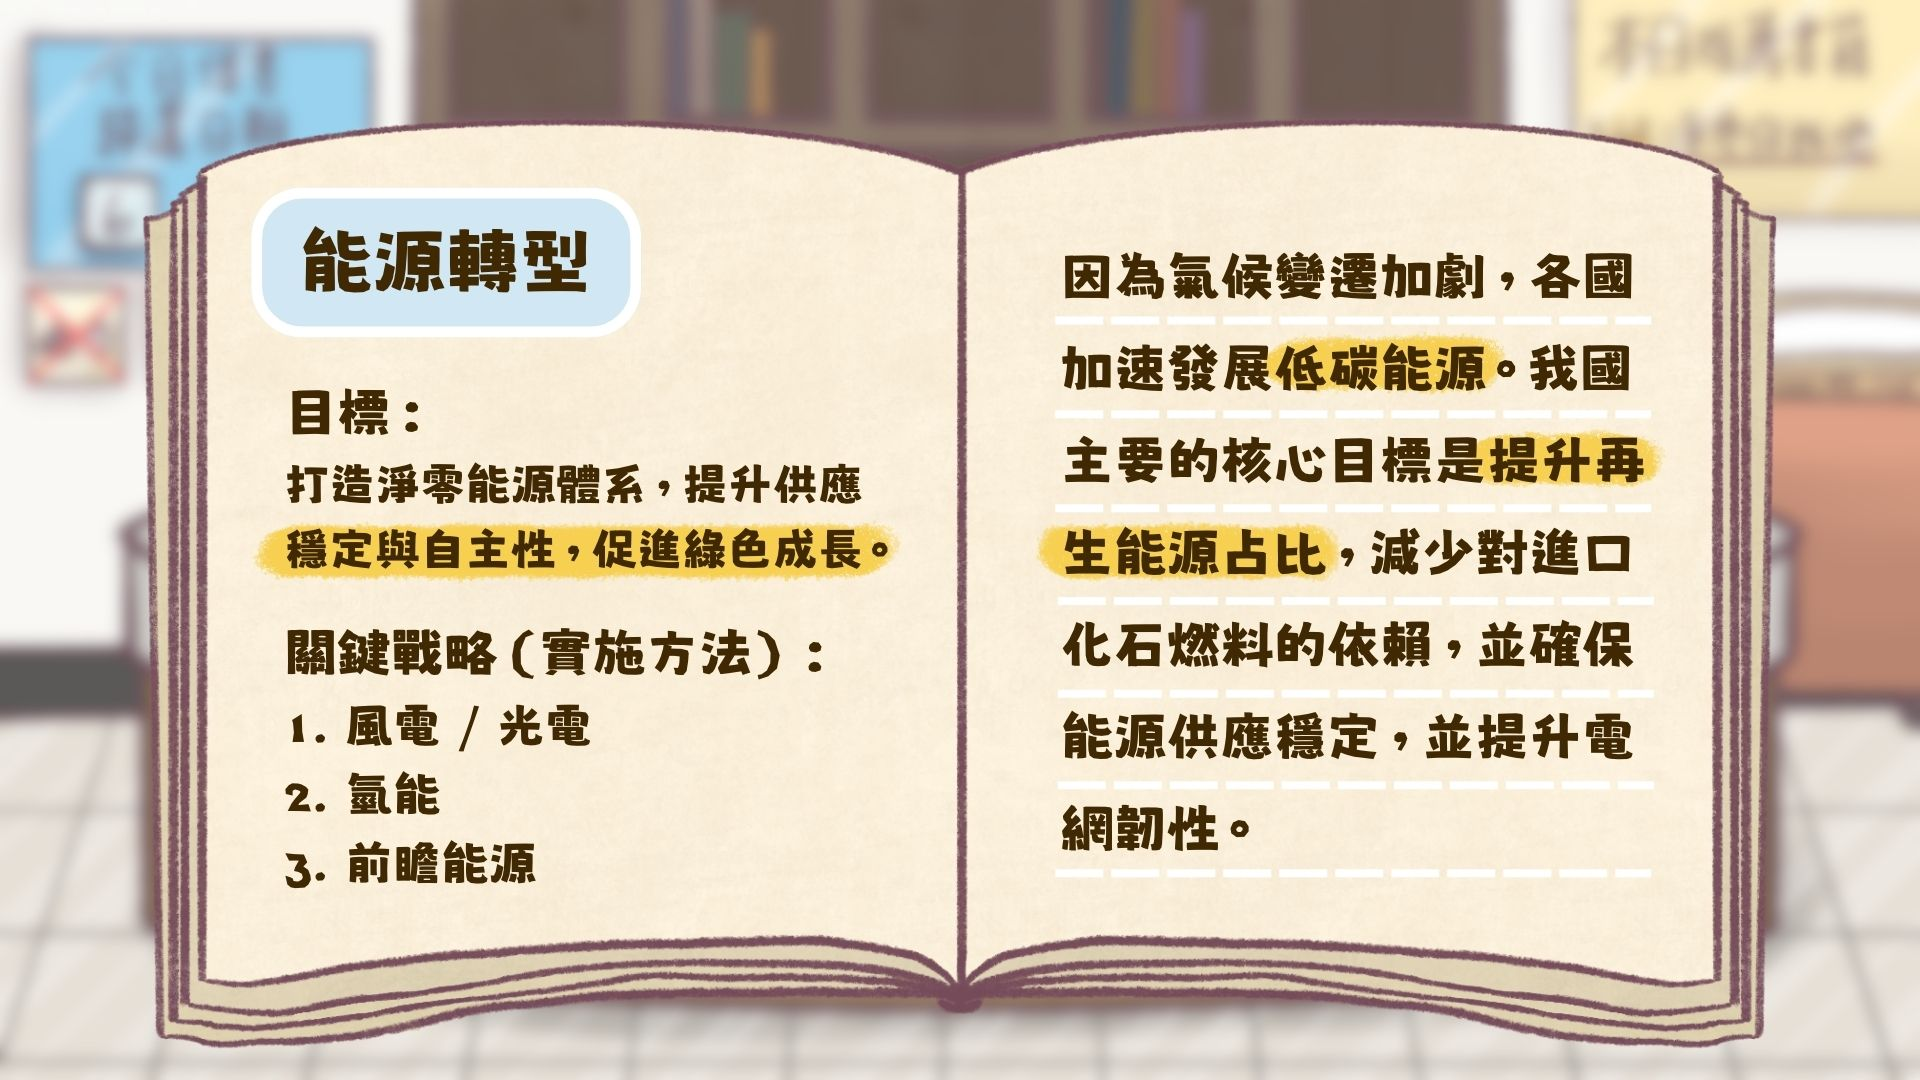 能源轉型
目標：
打造淨零能源體系，提升供應
穩定與自主性，促進綠色成長。
關鍵戰略（實施方法）：
1. 風電 / 光電
2. 氫能
3. 前瞻能源
因為氣候變遷加劇，各國
加速發展低碳能源。我國
主要的核心目標是提升再
生能源占比，減少對進口
化石燃料的依賴，並確保
能源供應穩定，並提升電
網韌性。